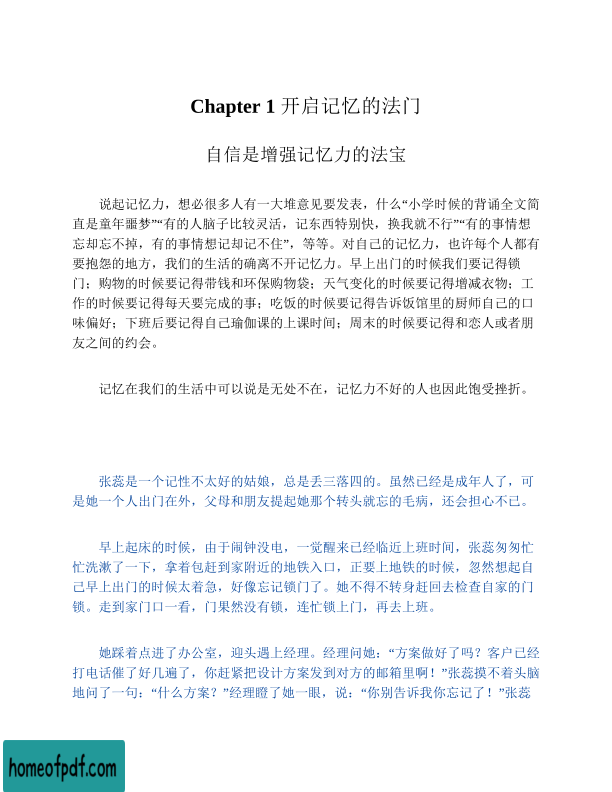 Chapter 1 开启记忆的法门
自信是增强记忆力的法宝
说起记忆力，想必很多人有一大堆意见要发表，什么“小学时候的背诵全文简
直是童年噩梦”“有的人脑子比较灵活，记东西特别快，换我就不行”“有的事情想
忘却忘不掉，有的事情想记却记不住”，等等。对自己的记忆力，也许每个人都有
要抱怨的地方，我们的生活的确离不开记忆力。早上出门的时候我们要记得锁
门；购物的时候要记得带钱和环保购物袋；天气变化的时候要记得增减衣物；工
作的时候要记得每天要完成的事；吃饭的时候要记得告诉饭馆里的厨师自己的口
味偏好；下班后要记得自己瑜伽课的上课时间；周末的时候要记得和恋人或者朋
友之间的约会。
记忆在我们的生活中可以说是无处不在，记忆力不好的人也因此饱受挫折。
张蕊是一个记性不太好的姑娘，总是丢三落四的。虽然已经是成年人了，可
是她一个人出门在外，父母和朋友提起她那个转头就忘的毛病，还会担心不已。
早上起床的时候，由于闹钟没电，一觉醒来已经临近上班时间，张蕊匆匆忙
忙洗漱了一下，拿着包赶到家附近的地铁入口，正要上地铁的时候，忽然想起自
己早上出门的时候太着急，好像忘记锁门了。她不得不转身赶回去检查自家的门
锁。走到家门口一看，门果然没有锁，连忙锁上门，再去上班。
她踩着点进了办公室，迎头遇上经理。经理问她：“方案做好了吗？客户已经
打电话催了好几遍了，你赶紧把设计方案发到对方的邮箱里啊！”张蕊摸不着头脑
地问了一句：“什么方案？”经理瞪了她一眼，说：“你别告诉我你忘记了！”张蕊
homeofpdf.com